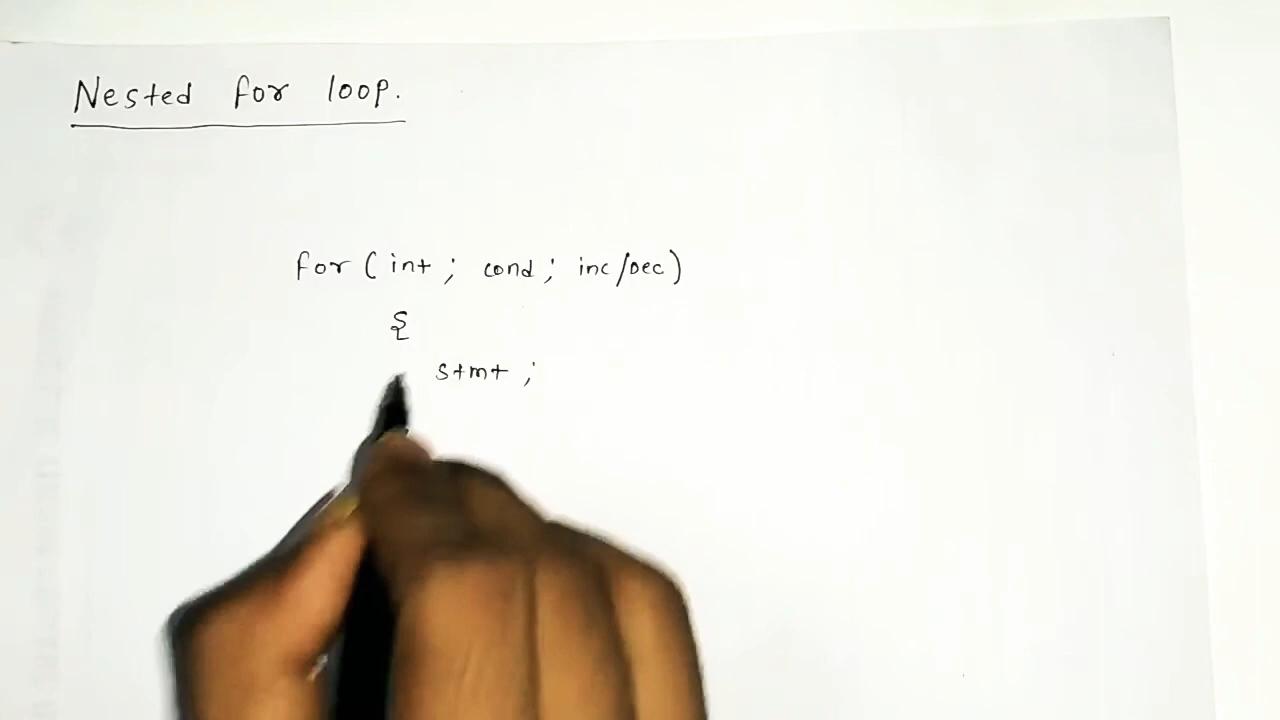 Nested for loop.
for ( int ; cond ; inc/Dec )
{
stmt ;